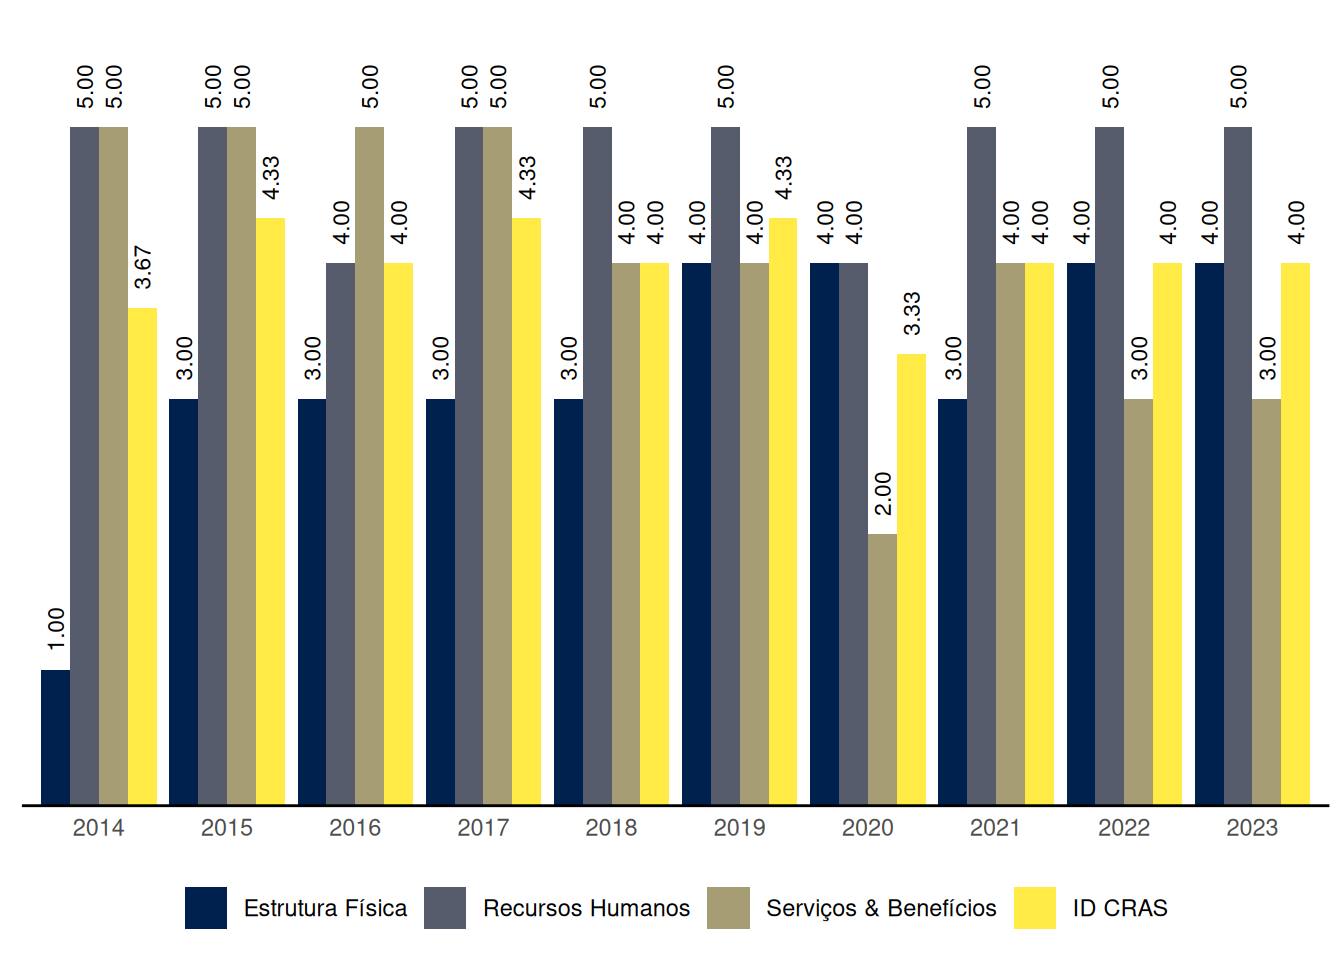 5.00 5.00 5.00 5.00 5.00 5.00 5.00 5.00 5.00 5.00 5.00 5.00
4.33 4.33 4.33
4.00 4.00 4.00 4.00 4.00 4.00 4.00 4.00 4.00 4.00 4.00 4.00 4.00 4.00
3.67
3.33
3.00 3.00 3.00 3.00 3.00 3.00 3.00
2.00
1.00
2014 2015 2016 2017 2018 2019 2020 2021 2022 2023
Estrutura Física Recursos Humanos Serviços & Benefícios ID CRAS